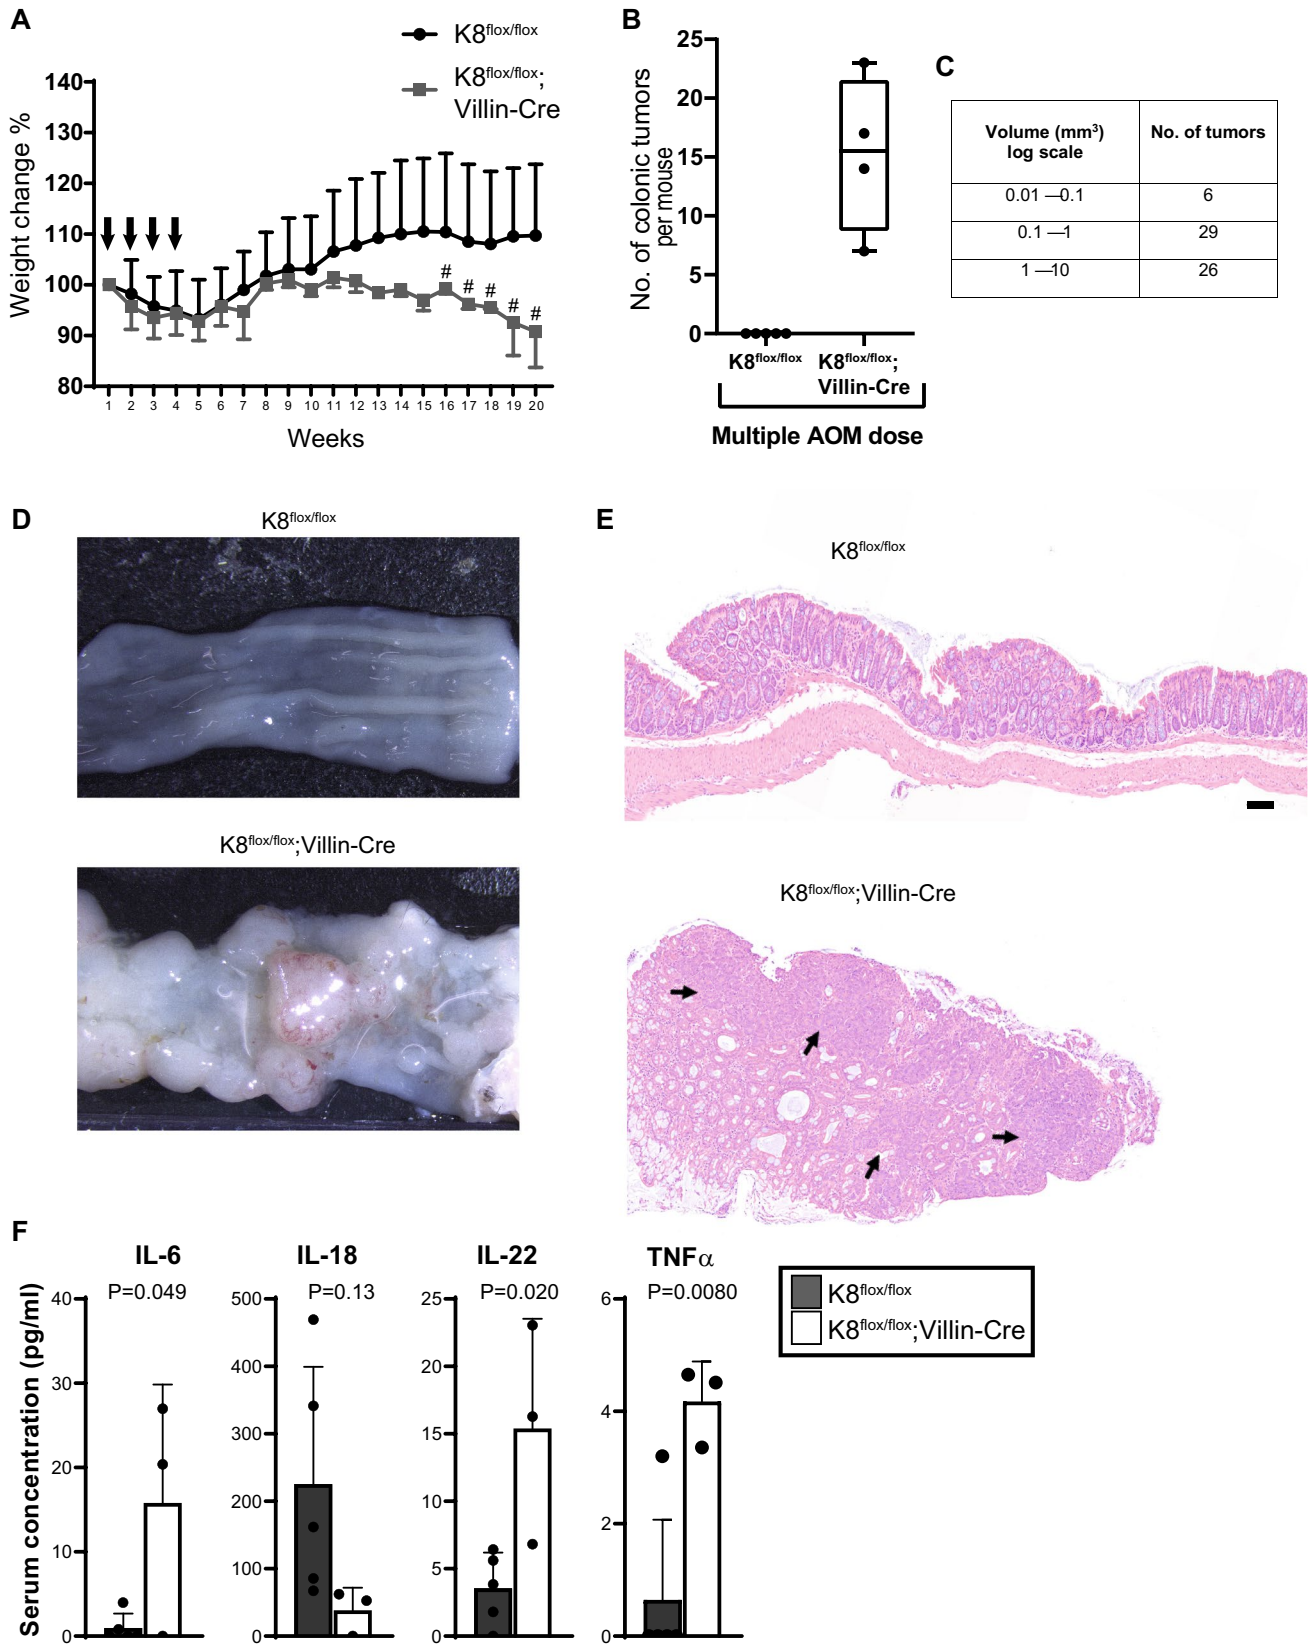 A
K8flox/flox
K8flox/flox;
Villin-Cre
Weight change %
140
130
120
110
100
90
80
# # # # #
1 2 3 4 5 6 7 8 9 10 11 12 13 14 15 16 17 18 19 20
Weeks
B
No. of colonic tumors
per mouse
25
20
15
10
5
0
K8flox/flox
K8flox/flox;
Villin-Cre
Multiple AOM dose
C
Volume (mm3)
log scale
No. of tumors
0.01 —0.1 6
0.1 —1 29
1 —10 26
D
K8flox/flox
K8flox/flox;Villin-Cre
E
K8flox/flox
K8flox/flox;Villin-Cre
F
Serum concentration (pg/ml)
IL-6
P=0.049
40
30
20
10
0
IL-18
P=0.13
500
400
300
200
100
0
IL-22
P=0.020
25
20
15
10
5
0
TNFα
P=0.0080
6
4
2
0
K8flox/flox
K8flox/flox;Villin-Cre